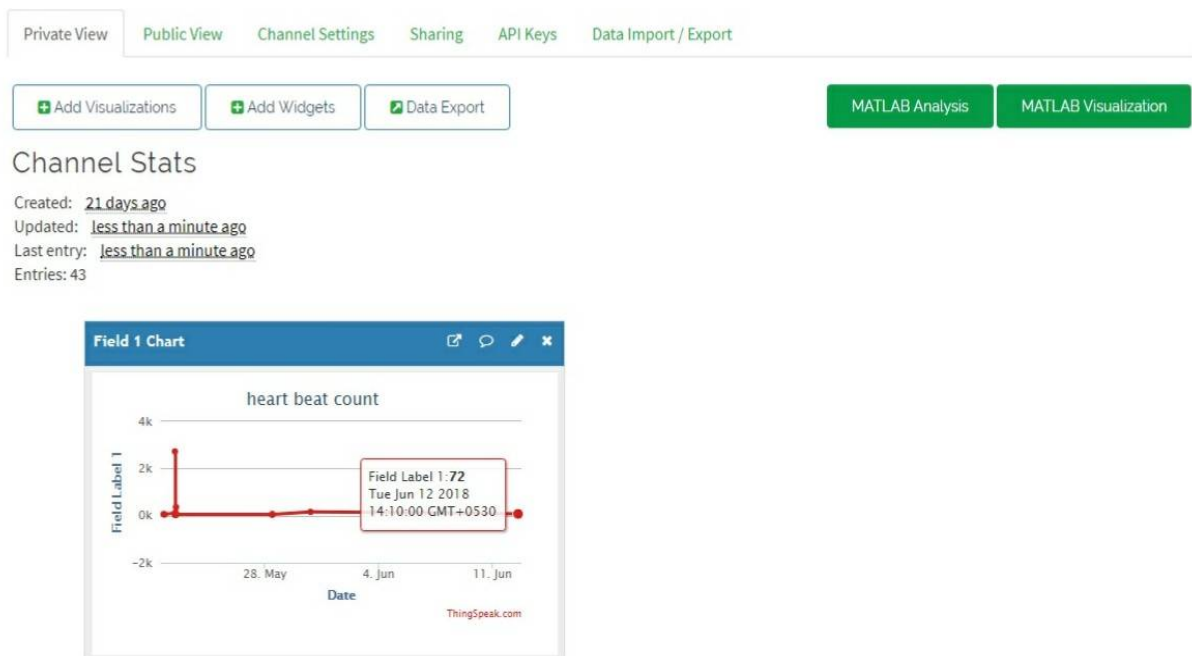 Private View Public View Channel Settings Sharing API Keys Data Import / Export
Add Visualizations Add Widgets Data Export MATLAB Analysis MATLAB Visualization
Channel Stats
Created: 21 days ago
Updated: less than a minute ago
Last entry: less than a minute ago
Entries: 43
Field 1 Chart
heart beat count
Field Label 1
4k
2k
0k
-2k
Field Label 1:72
Tue Jun 12 2018
14:10:00 GMT+0530
28. May 4. Jun 11. Jun
Date
ThingSpeak.com